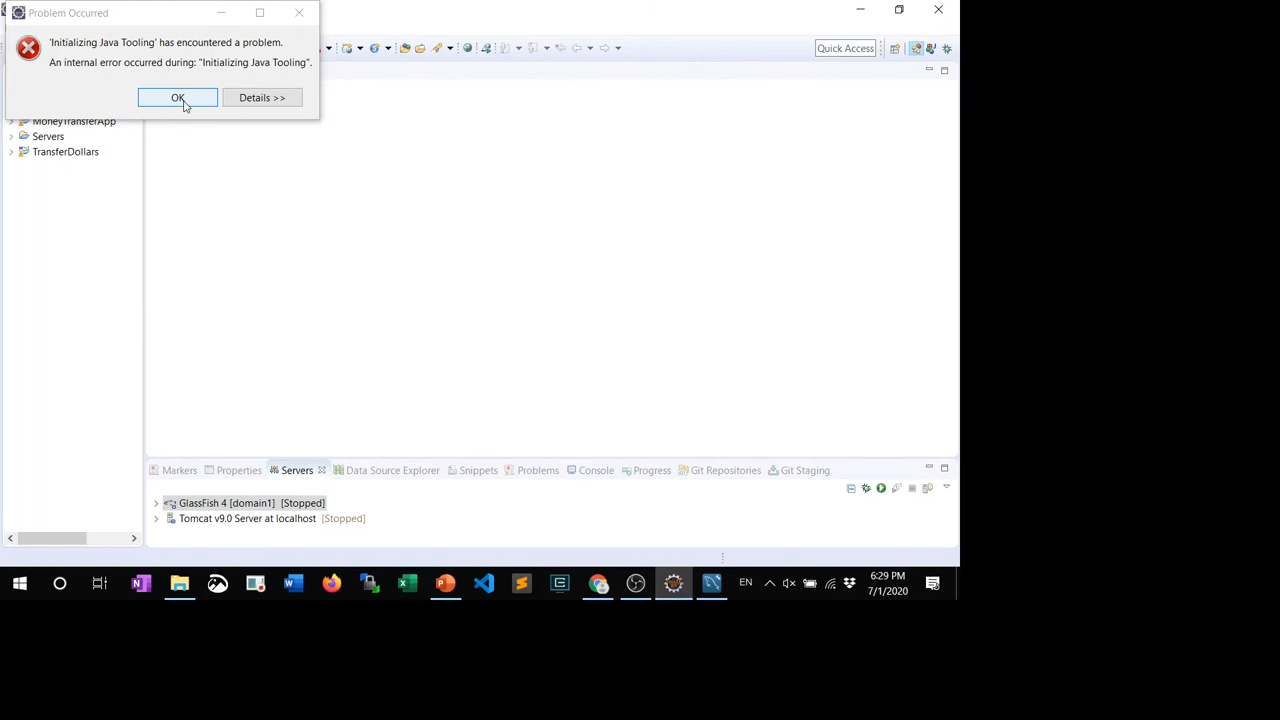 Problem Occurred
'Initializing Java Tooling' has encountered a problem.
An internal error occurred during: "Initializing Java Tooling".
OK
Details >>
Quick Access
MoneyTransferApp
Servers
TransferDollars
Markers
Properties
Servers
Data Source Explorer
Snippets
Problems
Console
Progress
Git Repositories
Git Staging
GlassFish 4 [domain1] [Stopped]
Tomcat v9.0 Server at localhost [Stopped]
EN
6:29 PM
7/1/2020